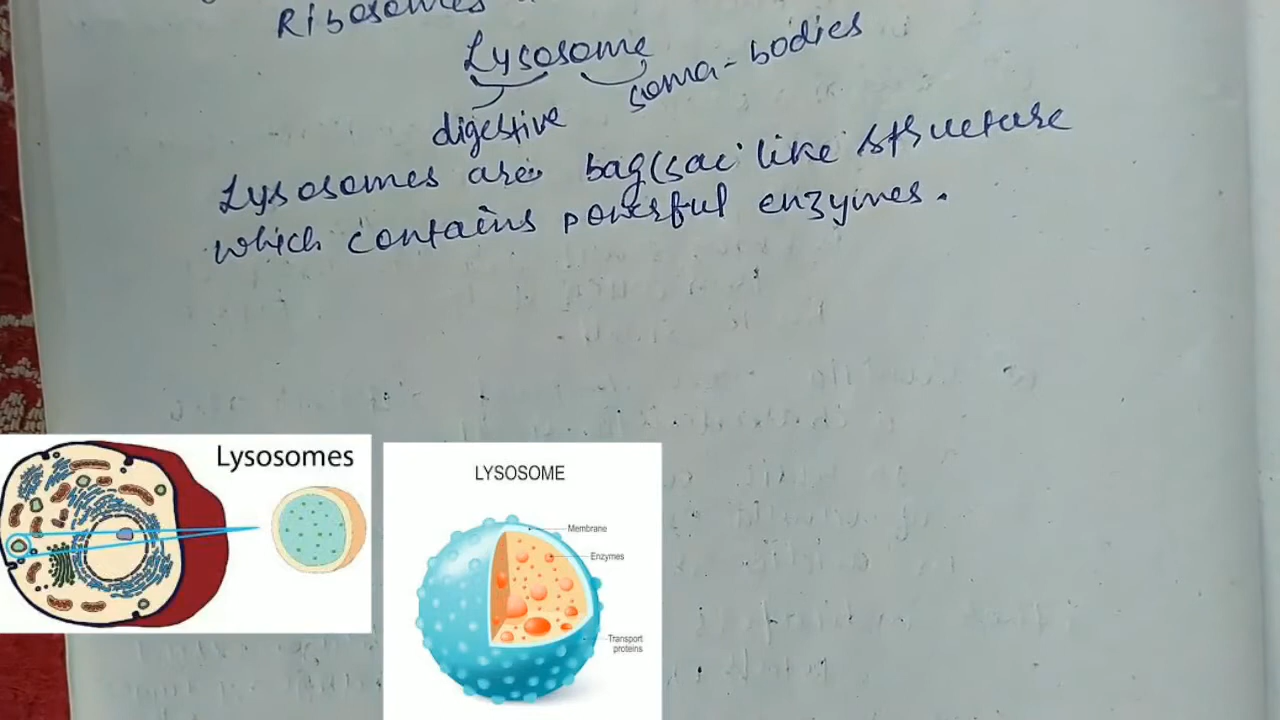 Ribosomes
Lysosome
digestive
soma - bodies
Lysosomes are bag(sac like structure
which contains powerful enzymes.
Lysosomes
LYSOSOME
Membrane
Enzymes
Transport
proteins